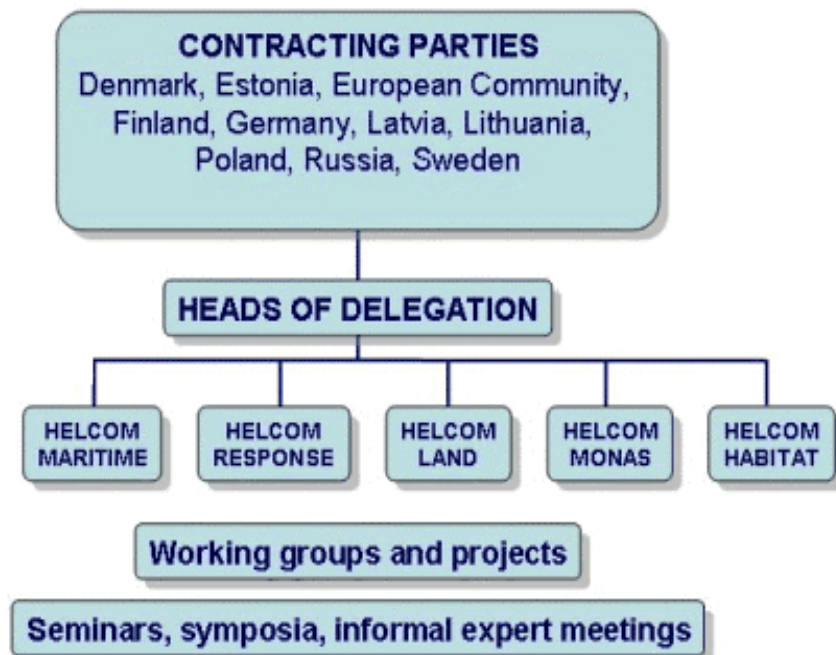 CONTRACTING PARTIES
Denmark, Estonia, European Community,
Finland, Germany, Latvia, Lithuania,
Poland, Russia, Sweden
HEADS OF DELEGATION
HELCOM
MARITIME
HELCOM
RESPONSE
HELCOM
LAND
HELCOM
MONAS
HELCOM
HABITAT
Working groups and projects
Seminars, symposia, informal expert meetings